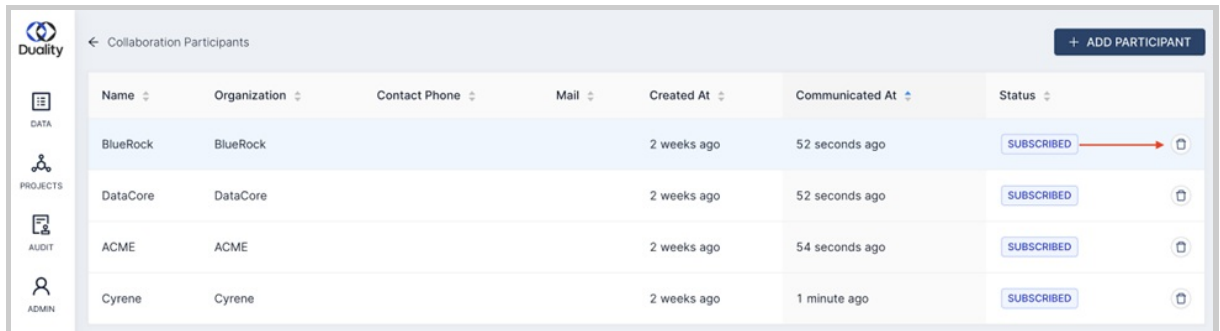 Duality
← Collaboration Participants
+ ADD PARTICIPANT
DATA
PROJECTS
AUDIT
ADMIN
Name Organization Contact Phone Mail Created At Communicated At Status
BlueRock BlueRock 2 weeks ago 52 seconds ago SUBSCRIBED
DataCore DataCore 2 weeks ago 52 seconds ago SUBSCRIBED
ACME ACME 2 weeks ago 54 seconds ago SUBSCRIBED
Cyrene Cyrene 2 weeks ago 1 minute ago SUBSCRIBED